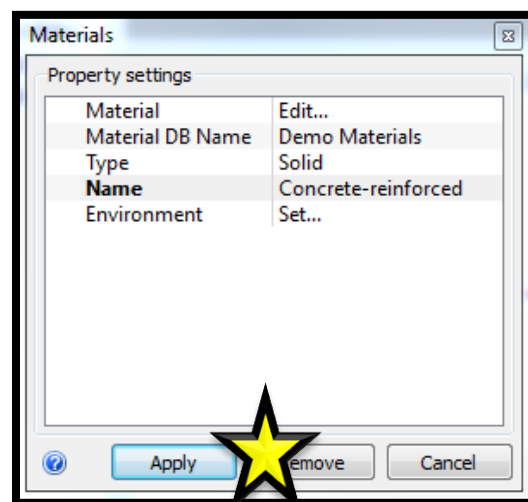 Materials
Property settings
Material Edit...
Material DB Name Demo Materials
Type Solid
Name Concrete-reinforced
Environment Set...
Apply emove Cancel